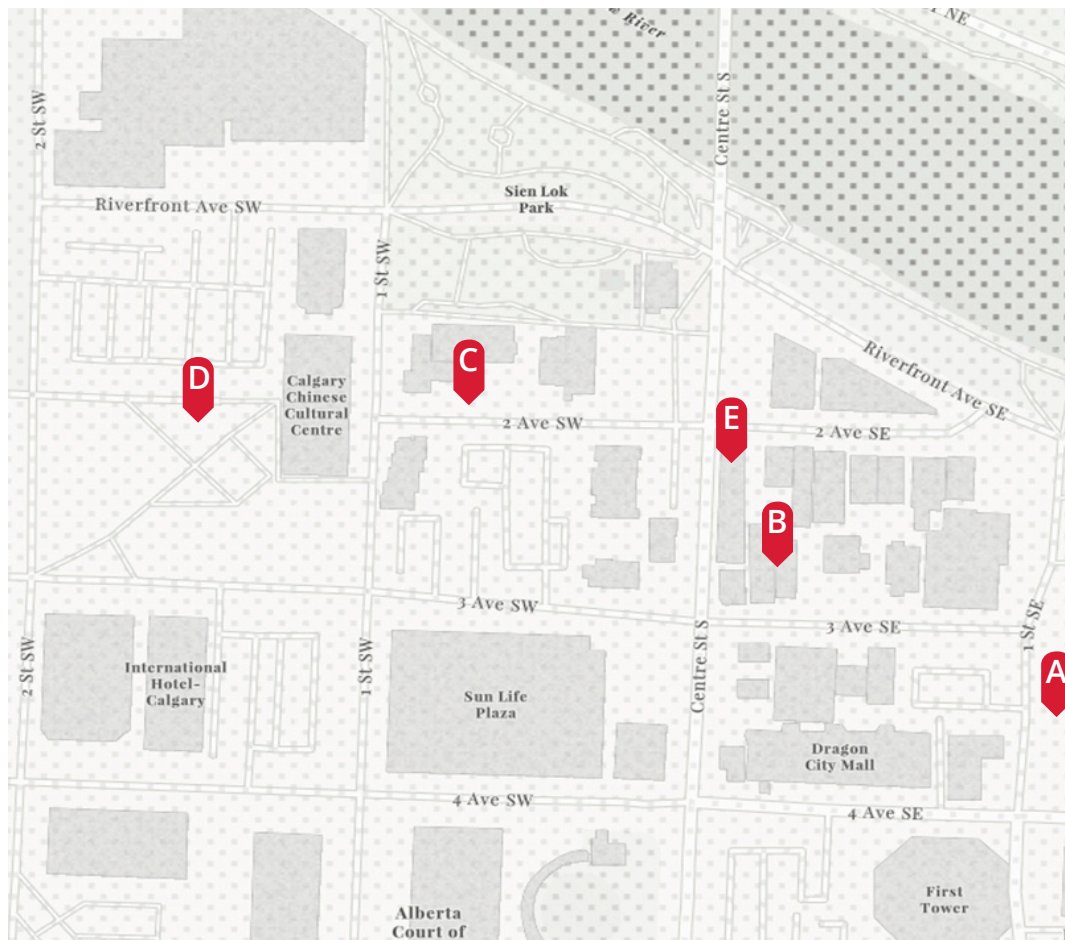 River
NE
2 St SW
Centre St S
Sien Lok
Park
Riverfront Ave SW
1 St SW
Riverfront Ave SE
D
C
Calgary
Chinese
Cultural
Centre
E
2 Ave SW
2 Ave SE
B
3 Ave SW
3 Ave SE
1 St SE
2 St SW
International
Hotel-
Calgary
1 St SW
Sun Life
Plaza
Centre St S
A
Dragon
City Mall
4 Ave SW
4 Ave SE
First
Tower
Alberta
Court of